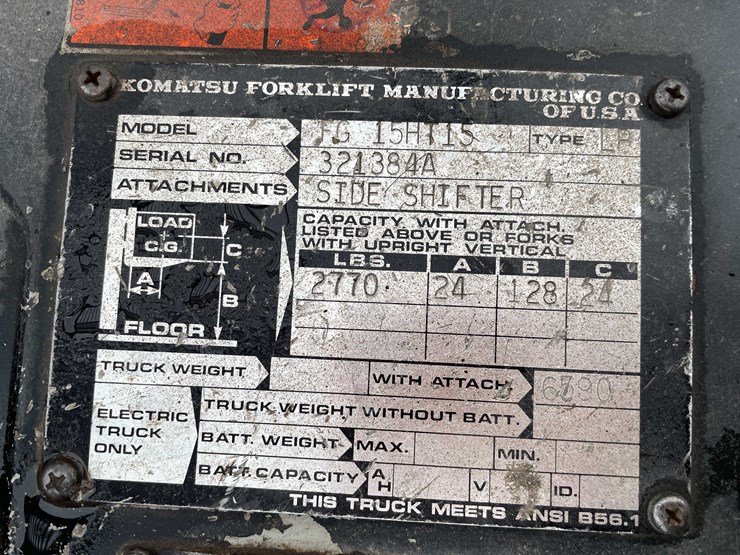 KOMATSU FORKLIFT MANUFACTURING CO.
OF U.S.A
MODEL FG 15HT15 TYPE LP
SERIAL NO. 321384A
ATTACHMENTS SIDE SHIFTER
LOAD
C.G.
C
A
B
FLOOR
CAPACITY WITH ATTACH.
LISTED ABOVE OR FORKS
WITH UPRIGHT VERTICAL
LBS. A B C
2770 24 128 24
TRUCK WEIGHT WITH ATTACH.
ELECTRIC
TRUCK
ONLY
TRUCK WEIGHT WITHOUT BATT.
BATT. WEIGHT MAX. MIN.
BATT. CAPACITY AH V ID.
THIS TRUCK MEETS ANSI B56.1